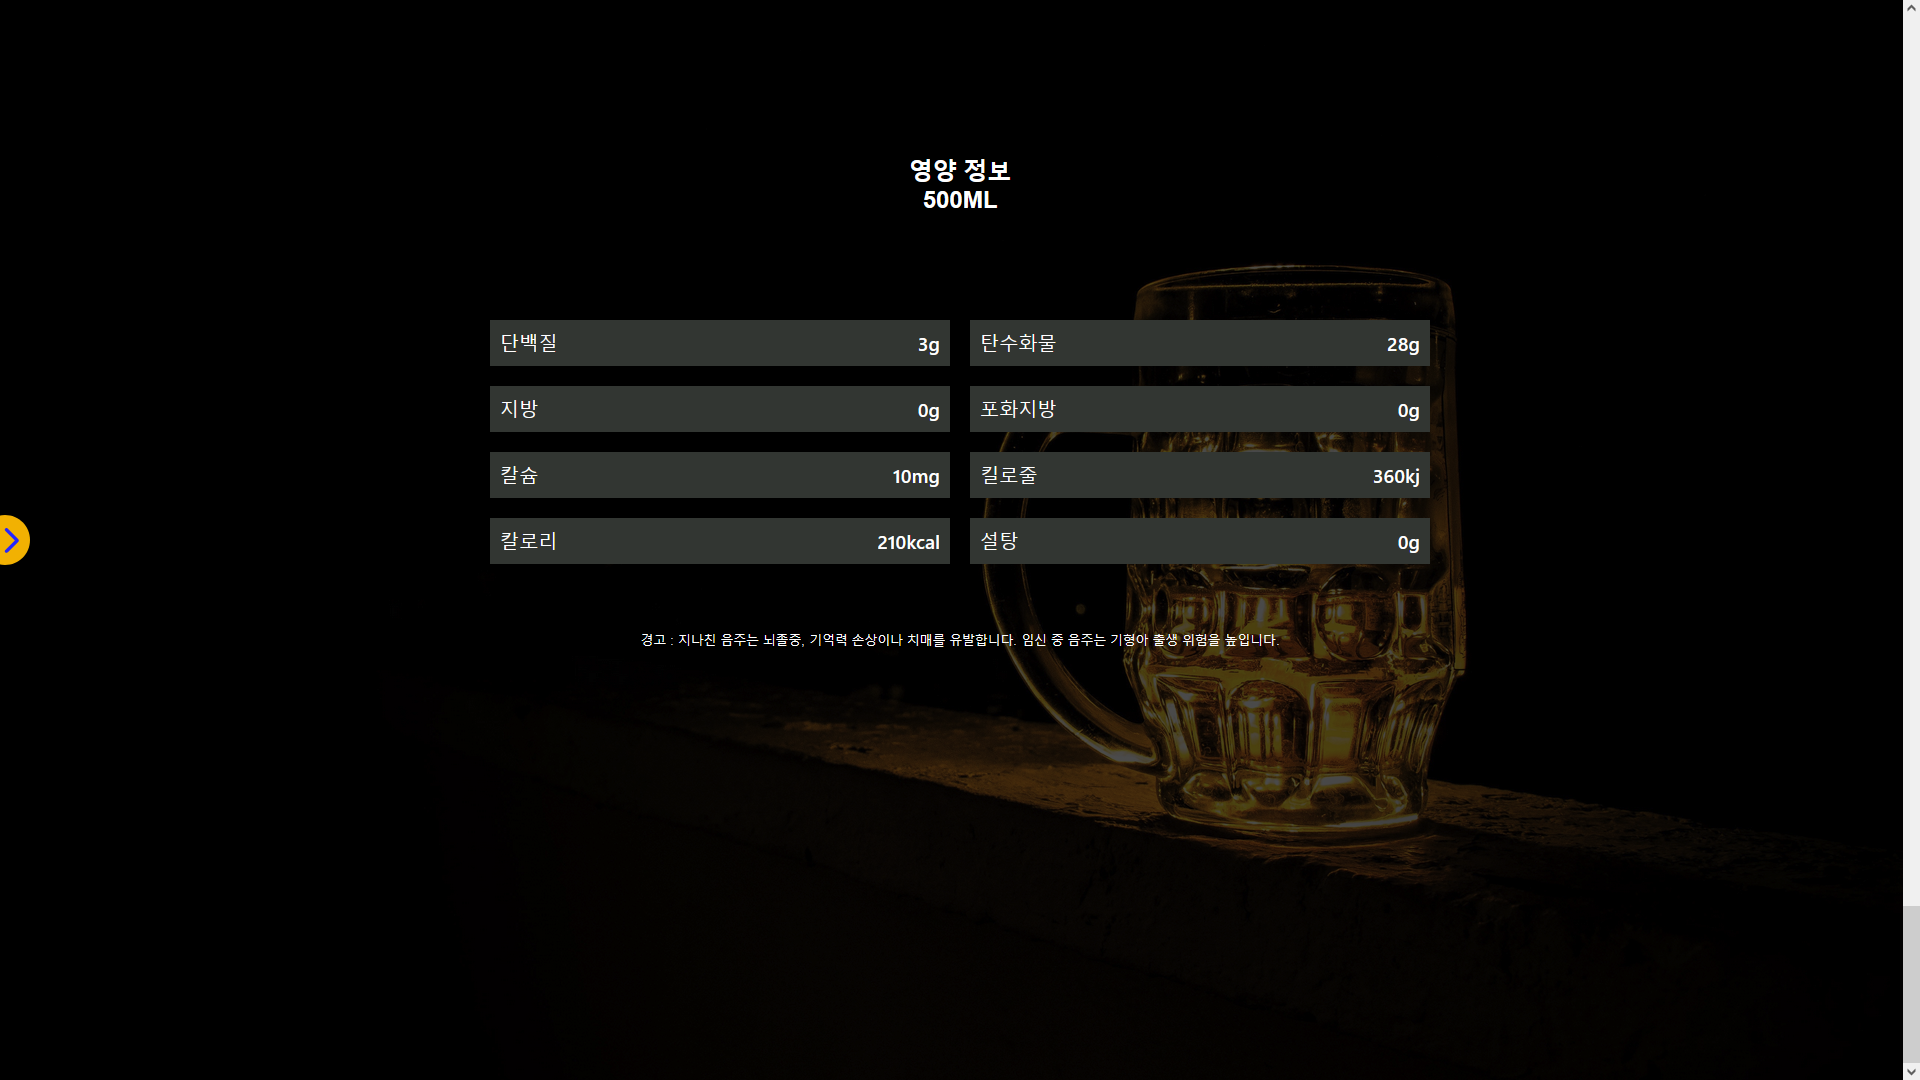 영양 정보
500ML
단백질 3g
탄수화물 28g
지방 0g
포화지방 0g
칼슘 10mg
킬로줄 360kj
칼로리 210kcal
설탕 0g
경고 : 지나친 음주는 뇌졸중, 기억력 손상이나 치매를 유발합니다. 임신 중 음주는 기형아 출생 위험을 높입니다.